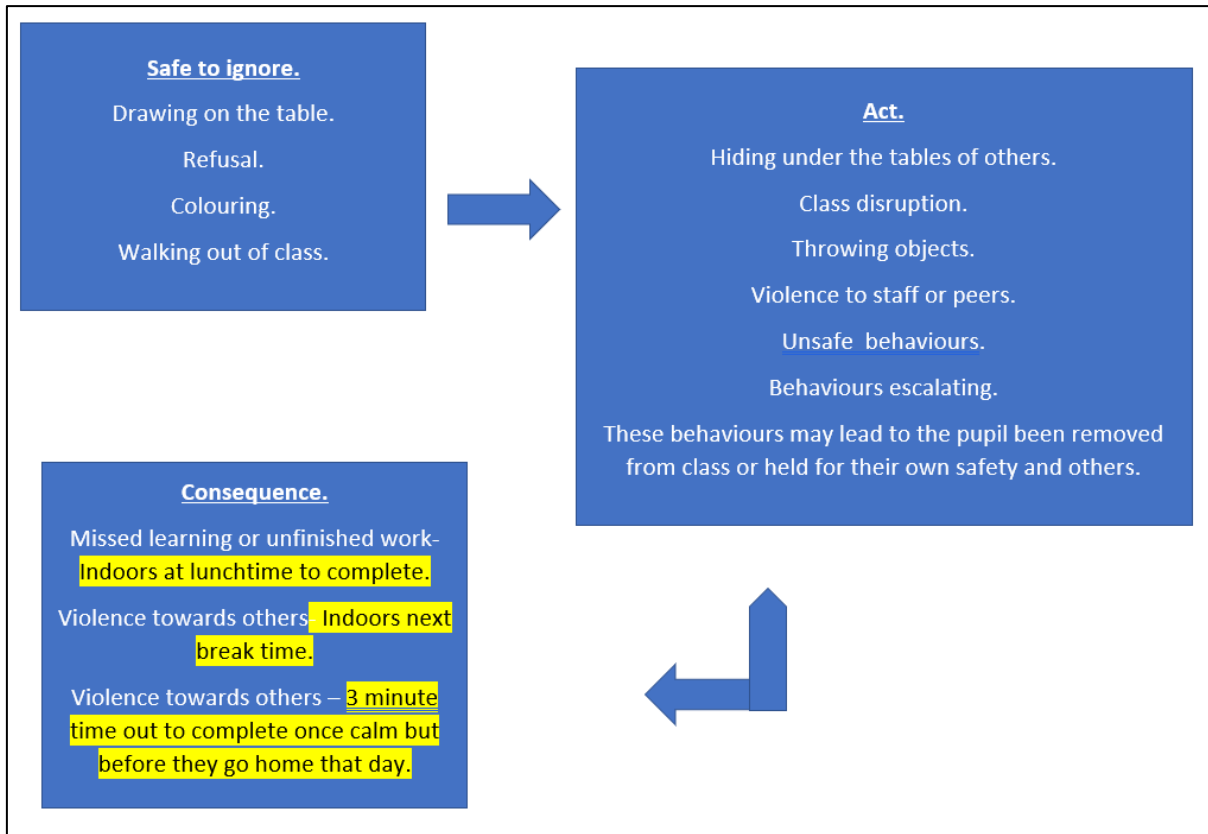 Safe to ignore.
Drawing on the table.
Refusal.
Colouring.
Walking out of class.
Act.
Hiding under the tables of others.
Class disruption.
Throwing objects.
Violence to staff or peers.
Unsafe  behaviours.
Behaviours escalating.
These behaviours may lead to the pupil been removed
from class or held for their own safety and others.
Consequence.
Missed learning or unfinished work-
Indoors at lunchtime to complete.
Violence towards others- Indoors next
break time.
Violence towards others – 3 minute
time out to complete once calm but
before they go home that day.